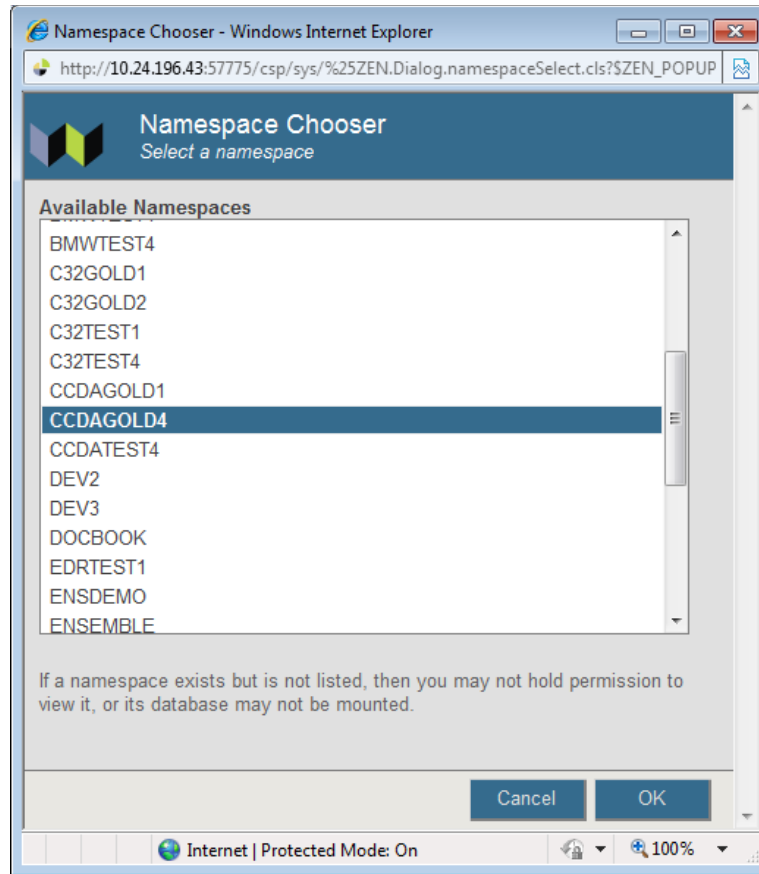 Namespace Chooser - Windows Internet Explorer
http://10.24.196.43:57775/csp/sys/%25ZEN.Dialog.namespaceSelect.cls?$ZEN_POPUP
Namespace Chooser
Select a namespace
Available Namespaces
BMWTEST4
C32GOLD1
C32GOLD2
C32TEST1
C32TEST4
CCDAGOLD1
CCDAGOLD4
CCDATEST4
DEV2
DEV3
DOCBOOK
EDRTEST1
ENSDEMO
ENSEMBLE
If a namespace exists but is not listed, then you may not hold permission to
view it, or its database may not be mounted.
Cancel OK
Internet | Protected Mode: On 100%